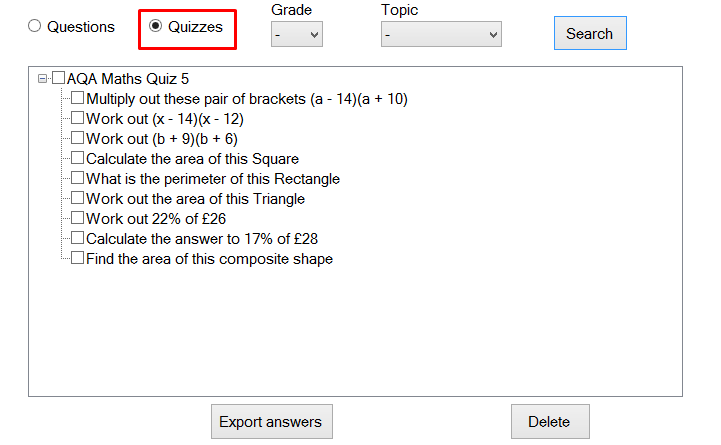 Grade Topic
Questions Quizzes - - Search
AQA Maths Quiz 5
Multiply out these pair of brackets (a - 14)(a + 10)
Work out (x - 14)(x - 12)
Work out (b + 9)(b + 6)
Calculate the area of this Square
What is the perimeter of this Rectangle
Work out the area of this Triangle
Work out 22% of £26
Calculate the answer to 17% of £28
Find the area of this composite shape
Export answers Delete